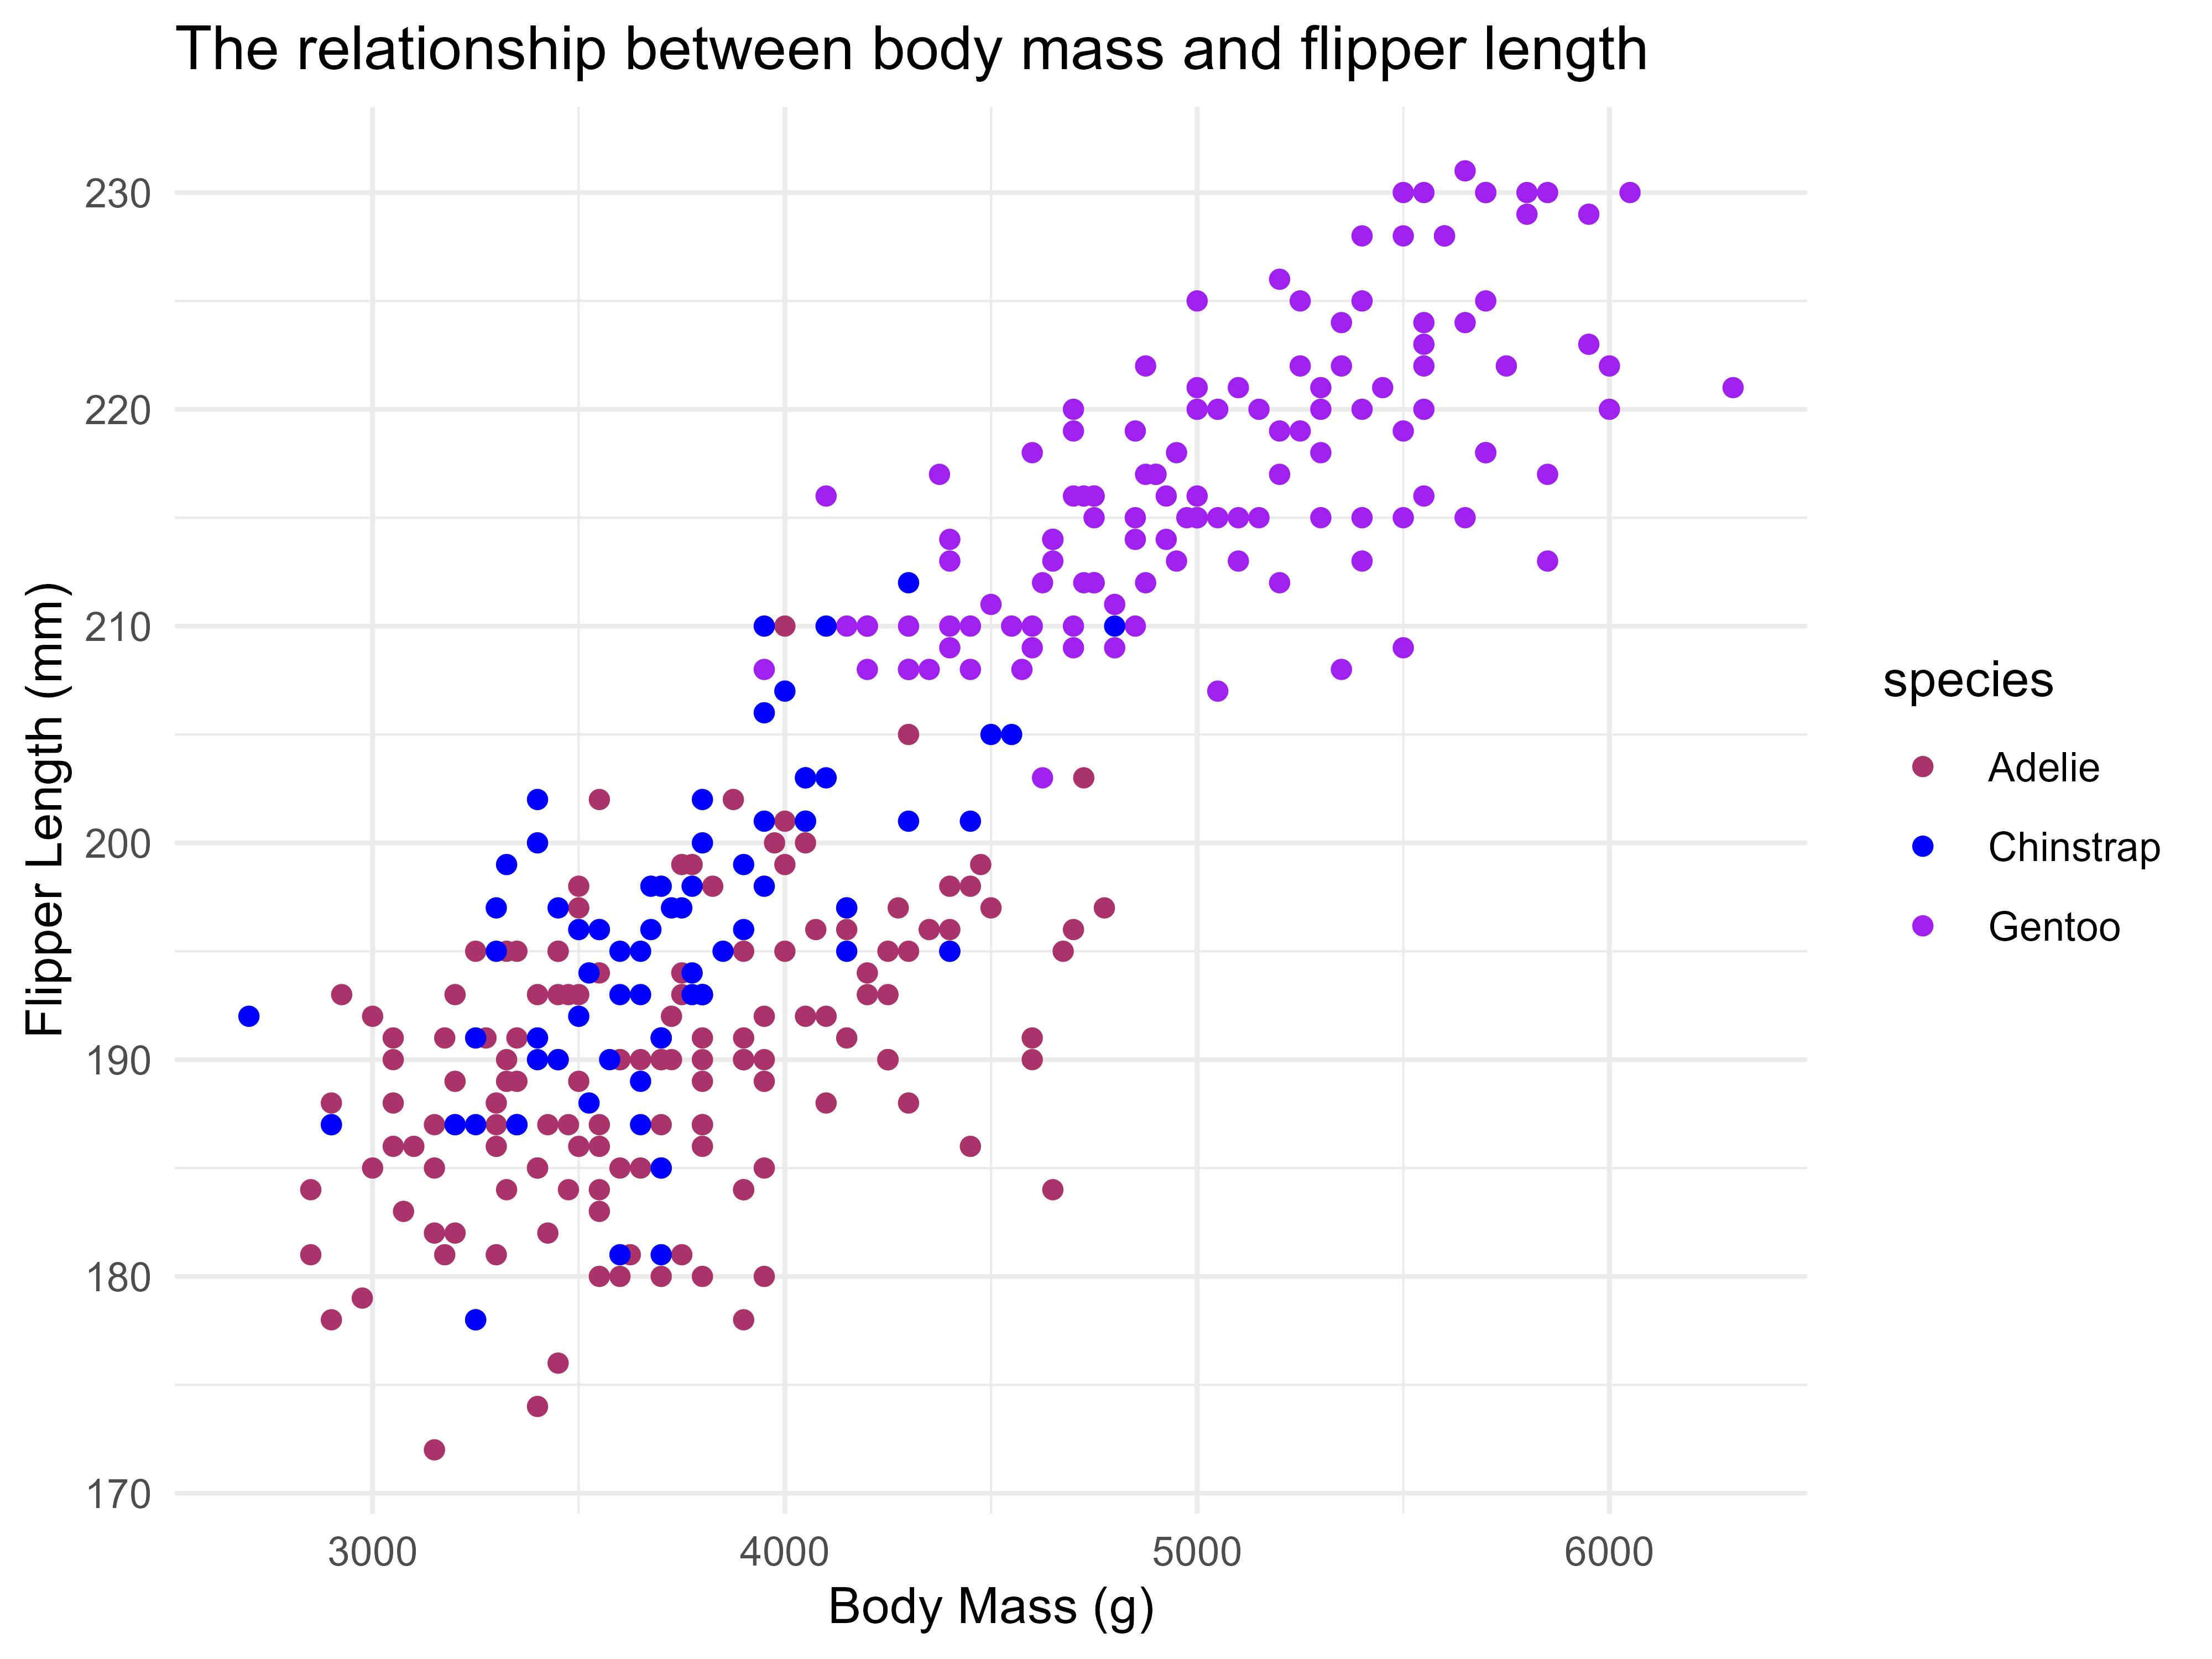 The relationship between body mass and flipper length
Flipper Length (mm)
230
220
210
200
190
180
170
3000
4000
5000
6000
Body Mass (g)
species
Adelie
Chinstrap
Gentoo